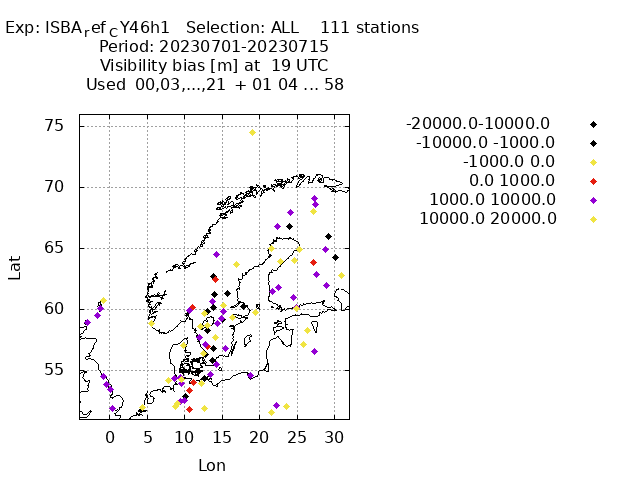 Exp: ISBA_ref_CY46h1 Selection: ALL 111 stations
Period: 20230701-20230715
Visibility bias [m] at 19 UTC
Used 00,03,...,21 + 01 04 ... 58
-20000.0-10000.0
-10000.0 -1000.0
-1000.0 0.0
0.0 1000.0
1000.0 10000.0
10000.0 20000.0
75
70
65
60
55
Lat
0 5 10 15 20 25 30
Lon